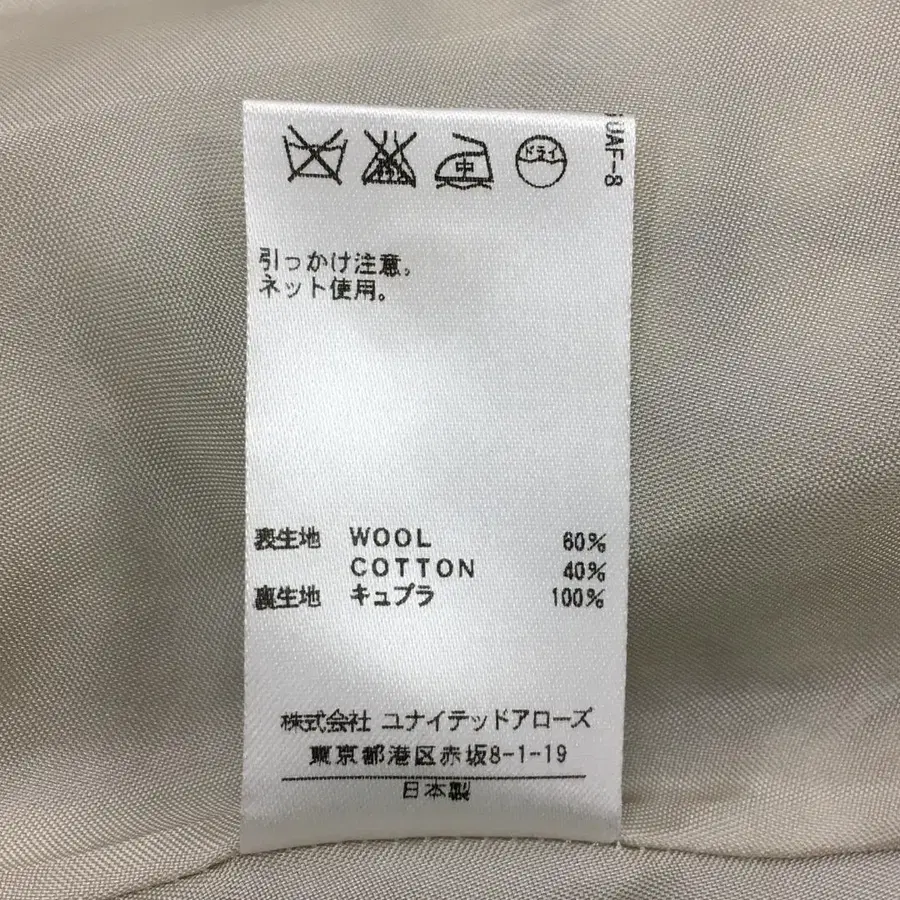 中 ドライ
引っかけ注意。
ネット使用。
表生地 WOOL 60%
COTTON 40%
裏生地 キュプラ 100%
株式会社 ユナイテッドアローズ
東京都港区赤坂8-1-19
日本製
UAF-8